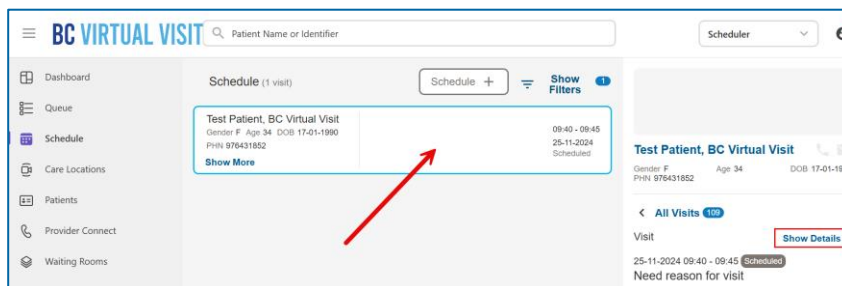 BC VIRTUAL VISIT
Patient Name or Identifier
Scheduler
Dashboard
Queue
Schedule
Care Locations
Patients
Provider Connect
Waiting Rooms
Schedule (1 visit)
Schedule +
Show Filters 1
Test Patient, BC Virtual Visit
Gender F Age 34 DOB 17-01-1990
PHN 976431852
Show More
09:40 - 09:45
25-11-2024
Scheduled
Test Patient, BC Virtual Visit
Gender F Age 34 DOB 17-01-19
PHN 976431852
All Visits 109
Visit Show Details
25-11-2024 09:40 - 09:45 Scheduled
Need reason for visit